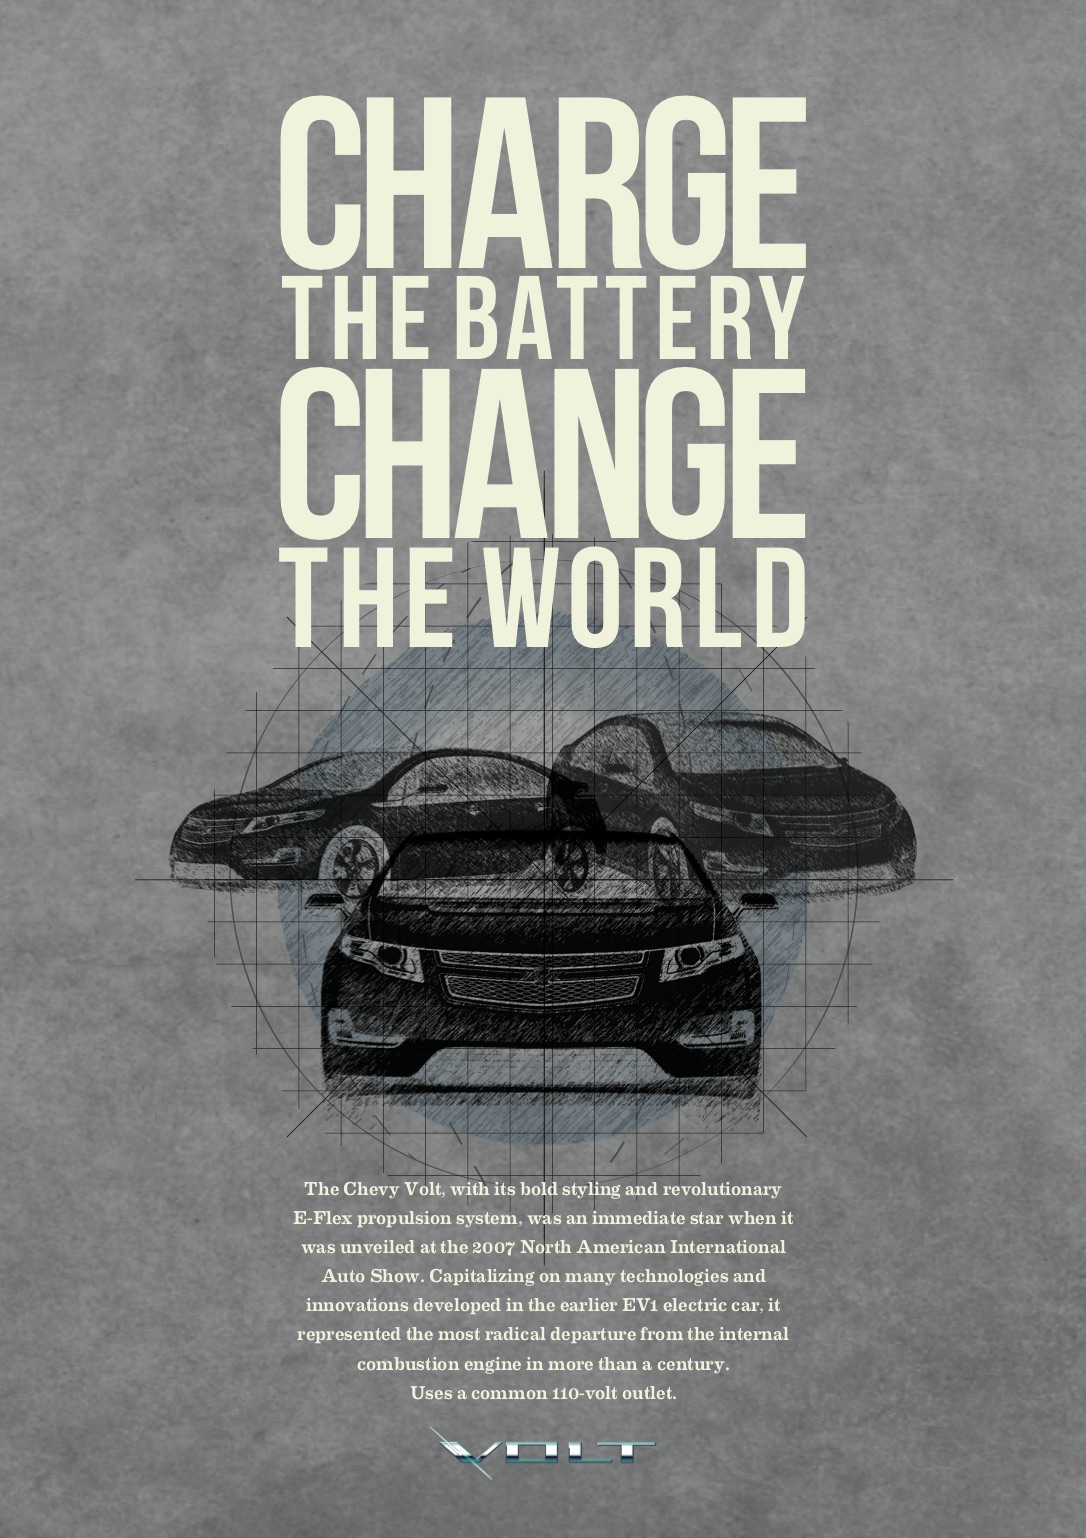 CHARGE
THE BATTERY
CHANGE
THE WORLD
The Chevy Volt, with its bold styling and revolutionary
E-Flex propulsion system, was an immediate star when it
was unveiled at the 2007 North American International
Auto Show. Capitalizing on many technologies and
innovations developed in the earlier EV1 electric car, it
represented the most radical departure from the internal
combustion engine in more than a century.
Uses a common 110-volt outlet.
VOLT